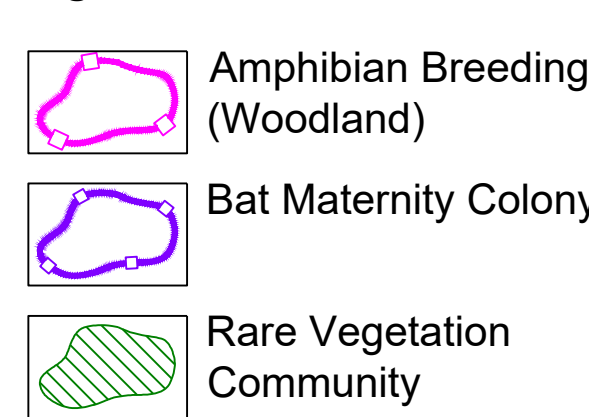 Amphibian Breeding
(Woodland)
Bat Maternity Colony
Rare Vegetation
Community